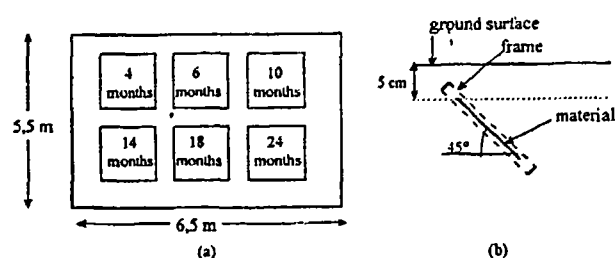 4
months
6
months
10
months
14
months
18
months
24
months
5,5 m
6,5 m
(a)
ground surface
frame
5 cm
material
45°
(b)